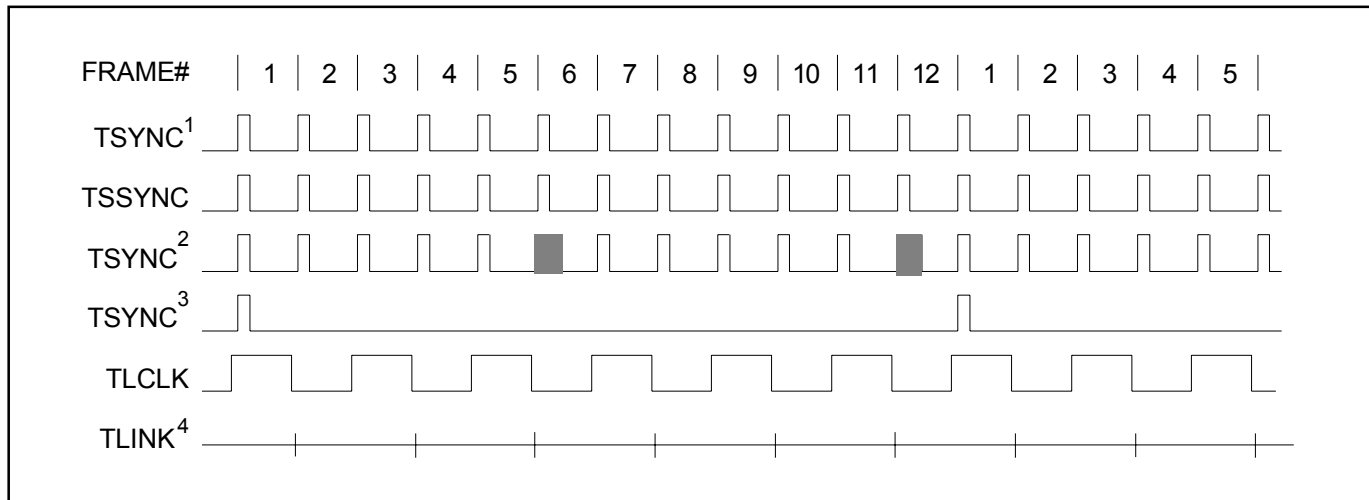 FRAME# 1 2 3 4 5 6 7 8 9 10 11 12 1 2 3 4 5
TSYNC¹
TSSYNC
TSYNC²
TSYNC³
TLCLK
TLINK⁴